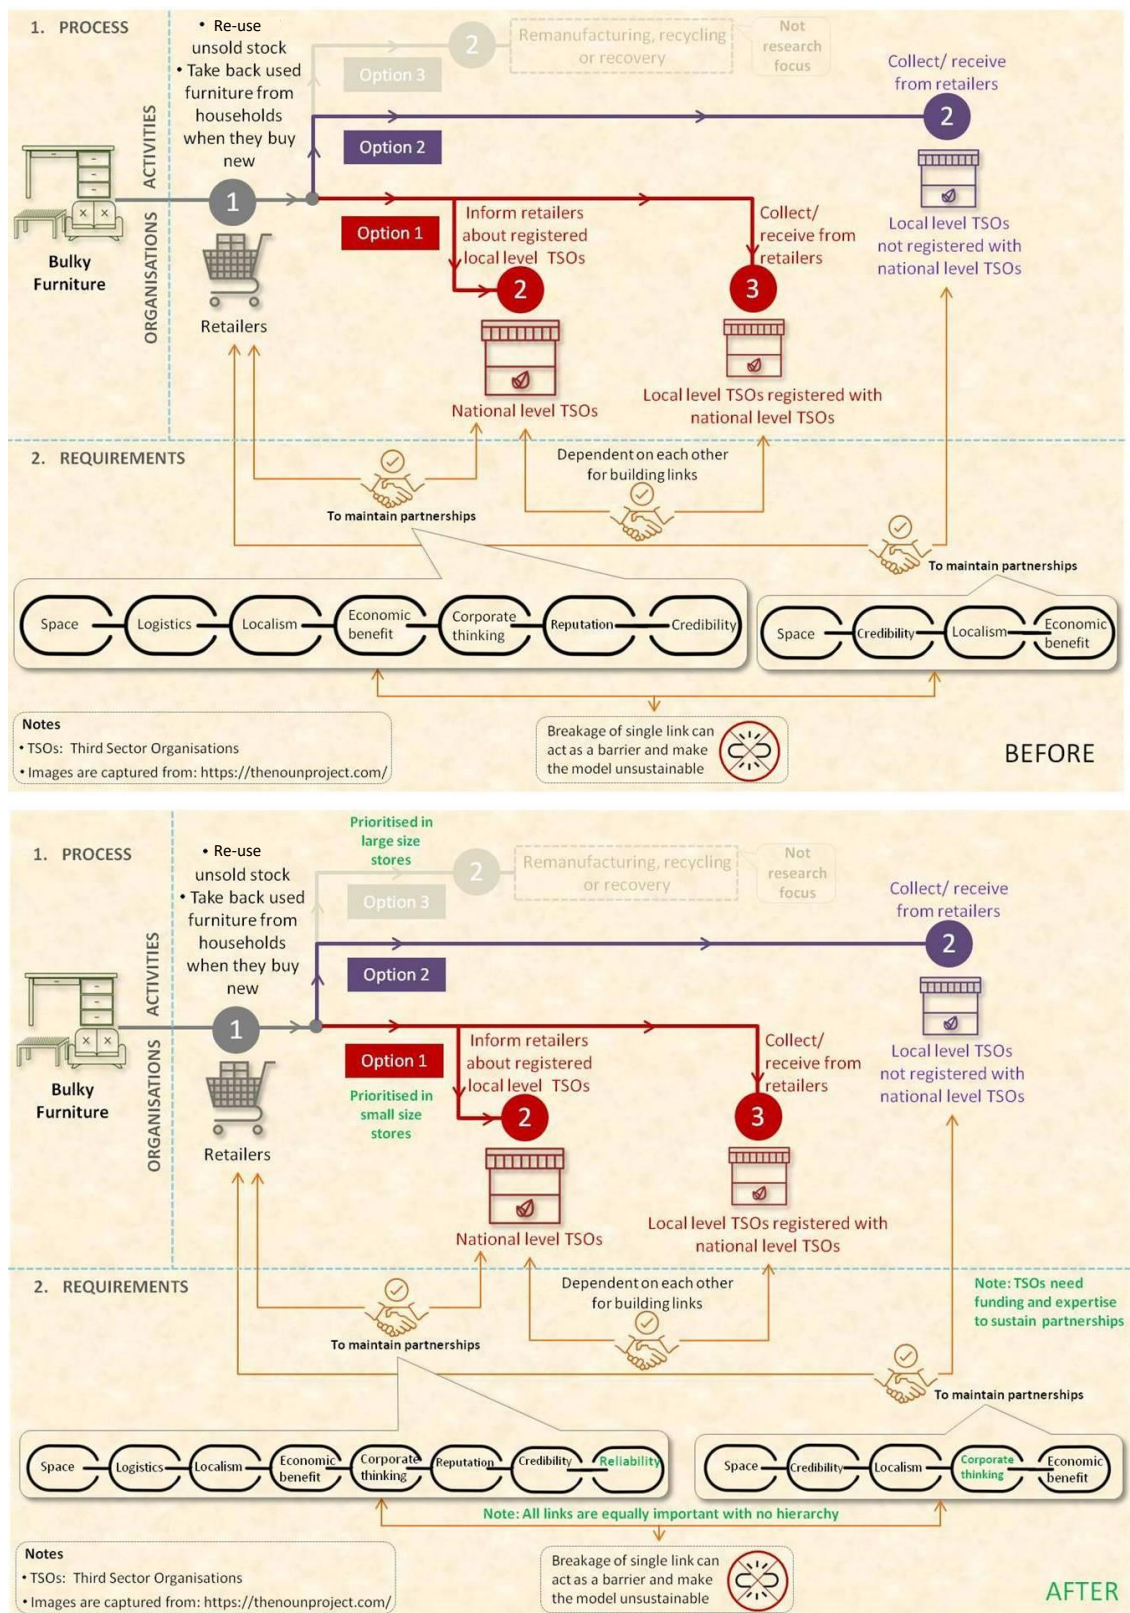 1. PROCESS
• Re-use
unsold stock
• Take back used
furniture from
households
when they buy
new
2
Option 3
Remanufacturing, recycling
or recovery
Not
research
focus
Collect/ receive
from retailers
2
Option 2
ACTIVITIES
ORGANISATIONS
Bulky
Furniture
1
Retailers
Option 1
Inform retailers
about registered
local level TSOs
2
National level TSOs
Collect/
receive from
retailers
3
Local level TSOs registered with
national level TSOs
Local level TSOs
not registered with
national level TSOs
2. REQUIREMENTS
To maintain partnerships
Dependent on each other
for building links
To maintain partnerships
Space
Logistics
Localism
Economic
benefit
Corporate
thinking
Reputation
Credibility
Space
Credibility
Localism
Economic
benefit
Notes
• TSOs: Third Sector Organisations
• Images are captured from: https://thenounproject.com/
Breakage of single link can
act as a barrier and make
the model unsustainable
BEFORE
1. PROCESS
• Re-use
unsold stock
• Take back used
furniture from
households
when they buy
new
Prioritised in
large size
stores
2
Option 3
Remanufacturing, recycling
or recovery
Not
research
focus
Collect/ receive
from retailers
2
Option 2
ACTIVITIES
ORGANISATIONS
Bulky
Furniture
1
Retailers
Option 1
Prioritised in
small size
stores
Inform retailers
about registered
local level TSOs
2
National level TSOs
Collect/
receive from
retailers
3
Local level TSOs registered with
national level TSOs
Local level TSOs
not registered with
national level TSOs
2. REQUIREMENTS
To maintain partnerships
Dependent on each other
for building links
Note: TSOs need
funding and expertise
to sustain partnerships
To maintain partnerships
Space
Logistics
Localism
Economic
benefit
Corporate
thinking
Reputation
Credibility
Reliability
Space
Credibility
Localism
Corporate
thinking
Economic
benefit
Note: All links are equally important with no hierarchy
Notes
• TSOs: Third Sector Organisations
• Images are captured from: https://thenounproject.com/
Breakage of single link can
act as a barrier and make
the model unsustainable
AFTER